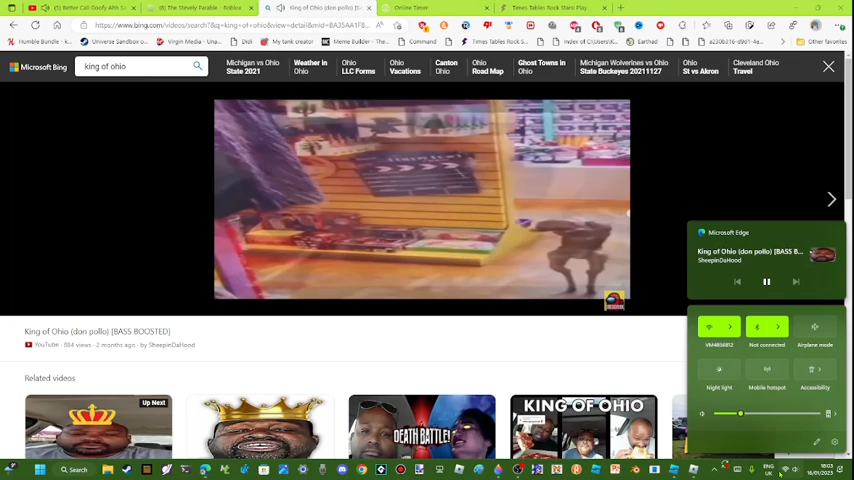 (5) Better Call Goofy Ahh S
(8) The Stevely Parable - Roblox
King of Ohio (don pollo) [BASS
Online Timer
Times Tables Rock Stars: Play
https://www.bing.com/videos/search?q=king+of+ohio&view=detail&mid=
Humble Bundle - k
Universe Sandbox
Virgin Media - Una
Didi
My tank creator
Meme Builder - The
Command
Times Tables Rock S
Index of C:\Users\K
Earthad
a230b316-d9d1-4e
Other favorites
Microsoft Bing
king of ohio
Michigan vs Ohio State 2021
Weather in Ohio
Ohio LLC Forms
Ohio Vacations
Canton Ohio
Ohio Road Map
Ghost Towns in Ohio
Michigan Wolverines vs Ohio State Buckeyes 20211127
Ohio St vs Akron
Cleveland Ohio Travel
Microsoft Edge
King of Ohio (don pollo) [BASS B...
SheepinDaHood
King of Ohio (don pollo) [BASS BOOSTED]
YouTube · 884 views · 2 months ago · by SheepinDaHood
Related videos
Up Next
DEATH BATTLE!
KING OF OHIO
Not connected
Airplane mode
Night light
Mobile hotspot
Accessibility
Search
ENG
UK
18:03
16/01/2023